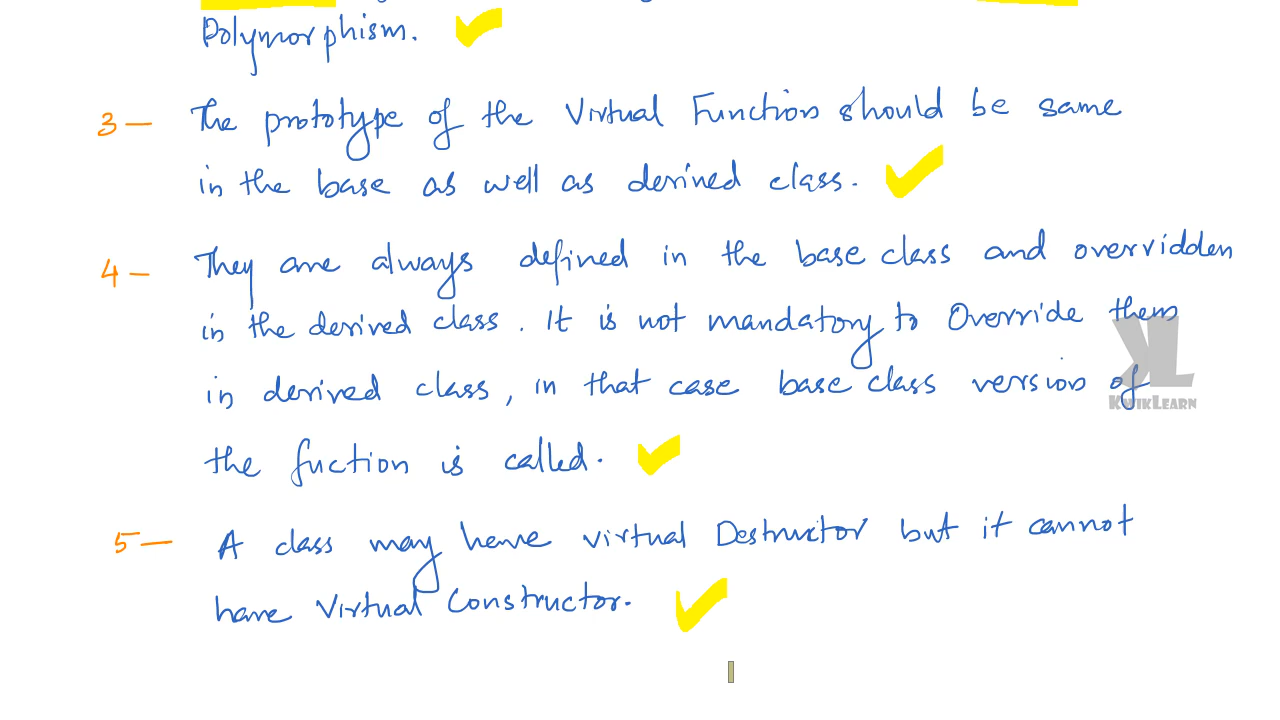 Polymorphism.
3 — The prototype of the Virtual Function should be same
in the base as well as derived class.
4 — They are always defined in the base class and overridden
in the derived class. It is not mandatory to Override them
in derived class, in that case base class version of
KWIKLEARN
the fuction is called.
5 — A class may have virtual Destructor but it cannot
have Virtual Constructor.